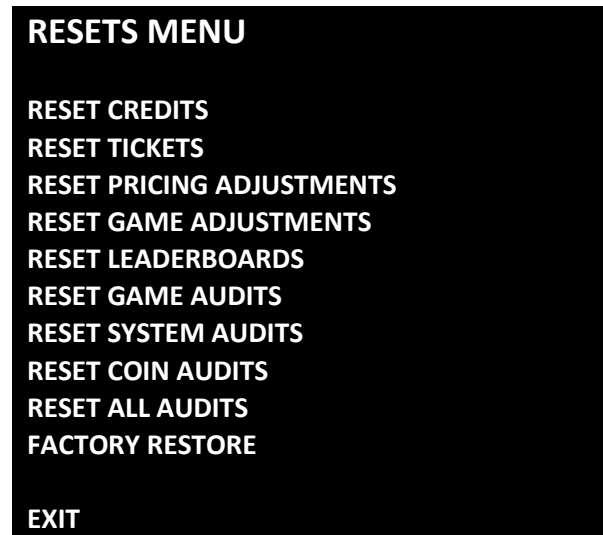 RESETS MENU
RESET CREDITS
RESET TICKETS
RESET PRICING ADJUSTMENTS
RESET GAME ADJUSTMENTS
RESET LEADERBOARDS
RESET GAME AUDITS
RESET SYSTEM AUDITS
RESET COIN AUDITS
RESET ALL AUDITS
FACTORY RESTORE
EXIT